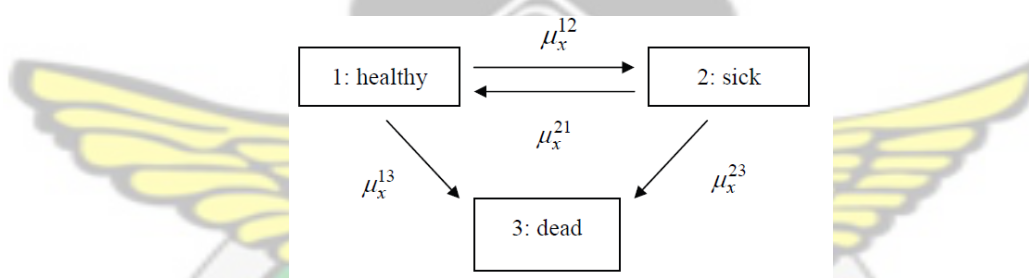 μ_x^{12}
1: healthy
2: sick
μ_x^{21}
μ_x^{13}
μ_x^{23}
3: dead